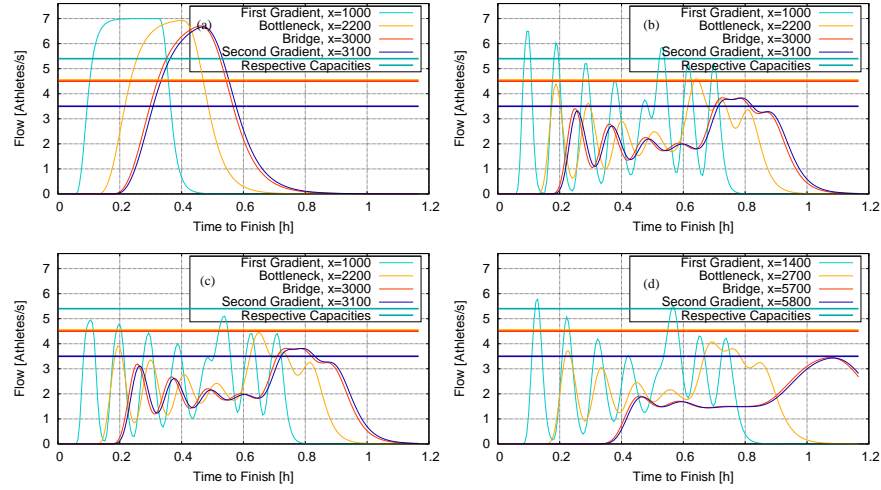 (a)
First Gradient, x=1000
Bottleneck, x=2200
Bridge, x=3000
Second Gradient, x=3100
Respective Capacities
Flow [Athletes/s]
7
6
5
4
3
2
1
0
0 0.2 0.4 0.6 0.8 1 1.2
Time to Finish [h]
(b)
First Gradient, x=1000
Bottleneck, x=2200
Bridge, x=3000
Second Gradient, x=3100
Respective Capacities
Flow [Athletes/s]
7
6
5
4
3
2
1
0
0 0.2 0.4 0.6 0.8 1 1.2
Time to Finish [h]
(c)
First Gradient, x=1000
Bottleneck, x=2200
Bridge, x=3000
Second Gradient, x=3100
Respective Capacities
Flow [Athletes/s]
7
6
5
4
3
2
1
0
0 0.2 0.4 0.6 0.8 1 1.2
Time to Finish [h]
(d)
First Gradient, x=1400
Bottleneck, x=2700
Bridge, x=5700
Second Gradient, x=5800
Respective Capacities
Flow [Athletes/s]
7
6
5
4
3
2
1
0
0 0.2 0.4 0.6 0.8 1 1.2
Time to Finish [h]